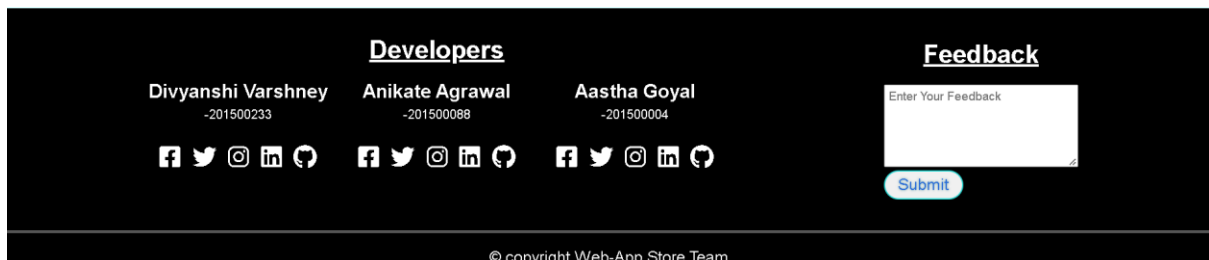 Developers
Feedback
Divyanshi Varshney
-201500233
Anikate Agrawal
-201500088
Aastha Goyal
-201500004
Enter Your Feedback
Submit
© copyright Web-App Store Team